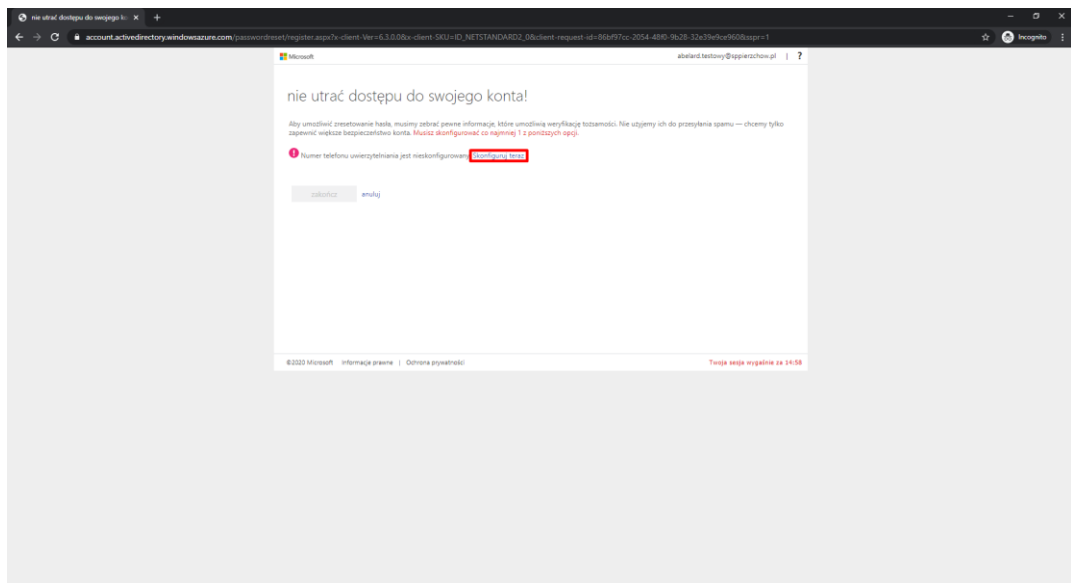 nie utrać dostępu do swojego ko
account.activedirectory.windowsazure.com/passwordreset/register.aspx?x-client-Ver=6.3.0.0&x-client-SKU=ID_NETSTANDARD2_0&client-request-id=86bf97cc-2054-48f0-9b28-32e39e9ce960&sspr=1
Incognito
Microsoft
abelard.testowy@sppierzchow.pl | ?
nie utrać dostępu do swojego konta!
Aby umożliwić zresetowanie hasła, musimy zebrać pewne informacje, które umożliwią weryfikację tożsamości. Nie użyjemy ich do przesyłania spamu — chcemy tylko
zapewnić większe bezpieczeństwo konta. Musisz skonfigurować co najmniej 1 z poniższych opcji.
! Numer telefonu uwierzytelniania jest nieskonfigurowany. Skonfiguruj teraz
zakończ anuluj
©2020 Microsoft Informacje prawne | Ochrona prywatności
Twoja sesja wygaśnie za 14:58